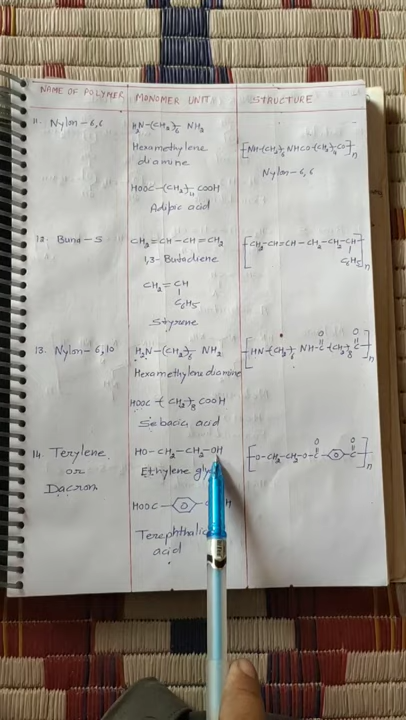 NAME OF POLYMER MONOMER UNIT STRUCTURE
11. Nylon-6,6
H₂N-(CH₂)₆ NH₂
Hexamethylene
diamine
[NH-(CH₂)₆ NHCO-(CH₂)₄ CO]n
Nylon-6,6
HOOC-(CH₂)₄ COOH
Adipic acid
12. Buna-S
CH₂=CH-CH=CH₂
1,3-Butadiene
[CH₂-CH=CH-CH₂-CH₂-CH]n
C₆H₅
CH₂=CH
C₆H₅
Styrene
13. Nylon-6,10
H₂N-(CH₂)₆ NH₂
Hexamethylenediamine
O O
[HN-(CH₂)₆ NH-C-(CH₂)₈ C]n
HOOC-(CH₂)₈ COOH
Sebacic acid
14. Terylene
or
Dacron
HO-CH₂-CH₂-OH
Ethylene
O O
[O-CH₂-CH₂-O-C-C]n
HOOC
Terephthalic
acid